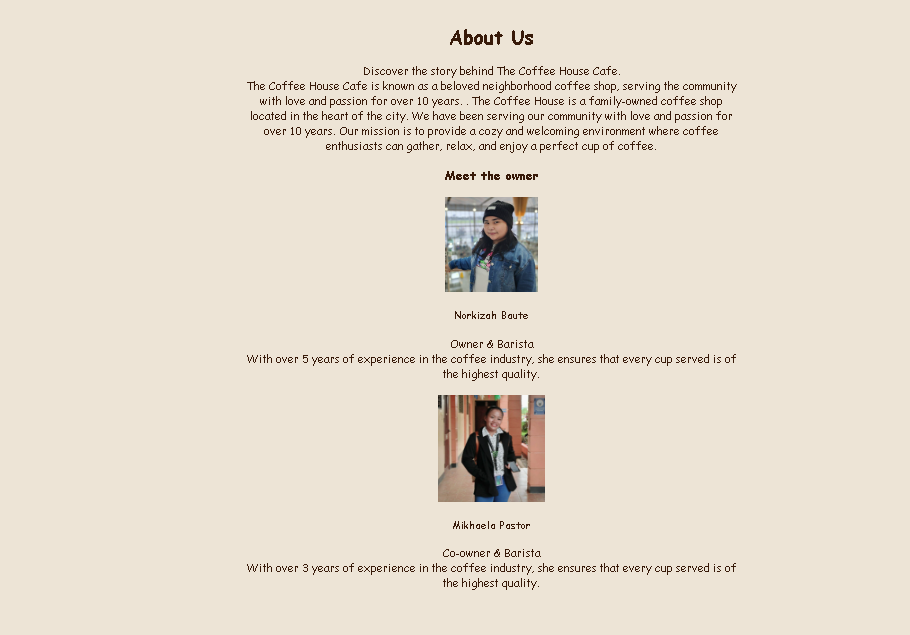 About Us
Discover the story behind The Coffee House Cafe.
The Coffee House Cafe is known as a beloved neighborhood coffee shop, serving the community
with love and passion for over 10 years. . The Coffee House is a family-owned coffee shop
located in the heart of the city. We have been serving our community with love and passion for
over 10 years. Our mission is to provide a cozy and welcoming environment where coffee
enthusiasts can gather, relax, and enjoy a perfect cup of coffee.
Meet the owner
Norkizah Baute
Owner & Barista
With over 5 years of experience in the coffee industry, she ensures that every cup served is of
the highest quality.
Mikhaela Pastor
Co-owner & Barista
With over 3 years of experience in the coffee industry, she ensures that every cup served is of
the highest quality.